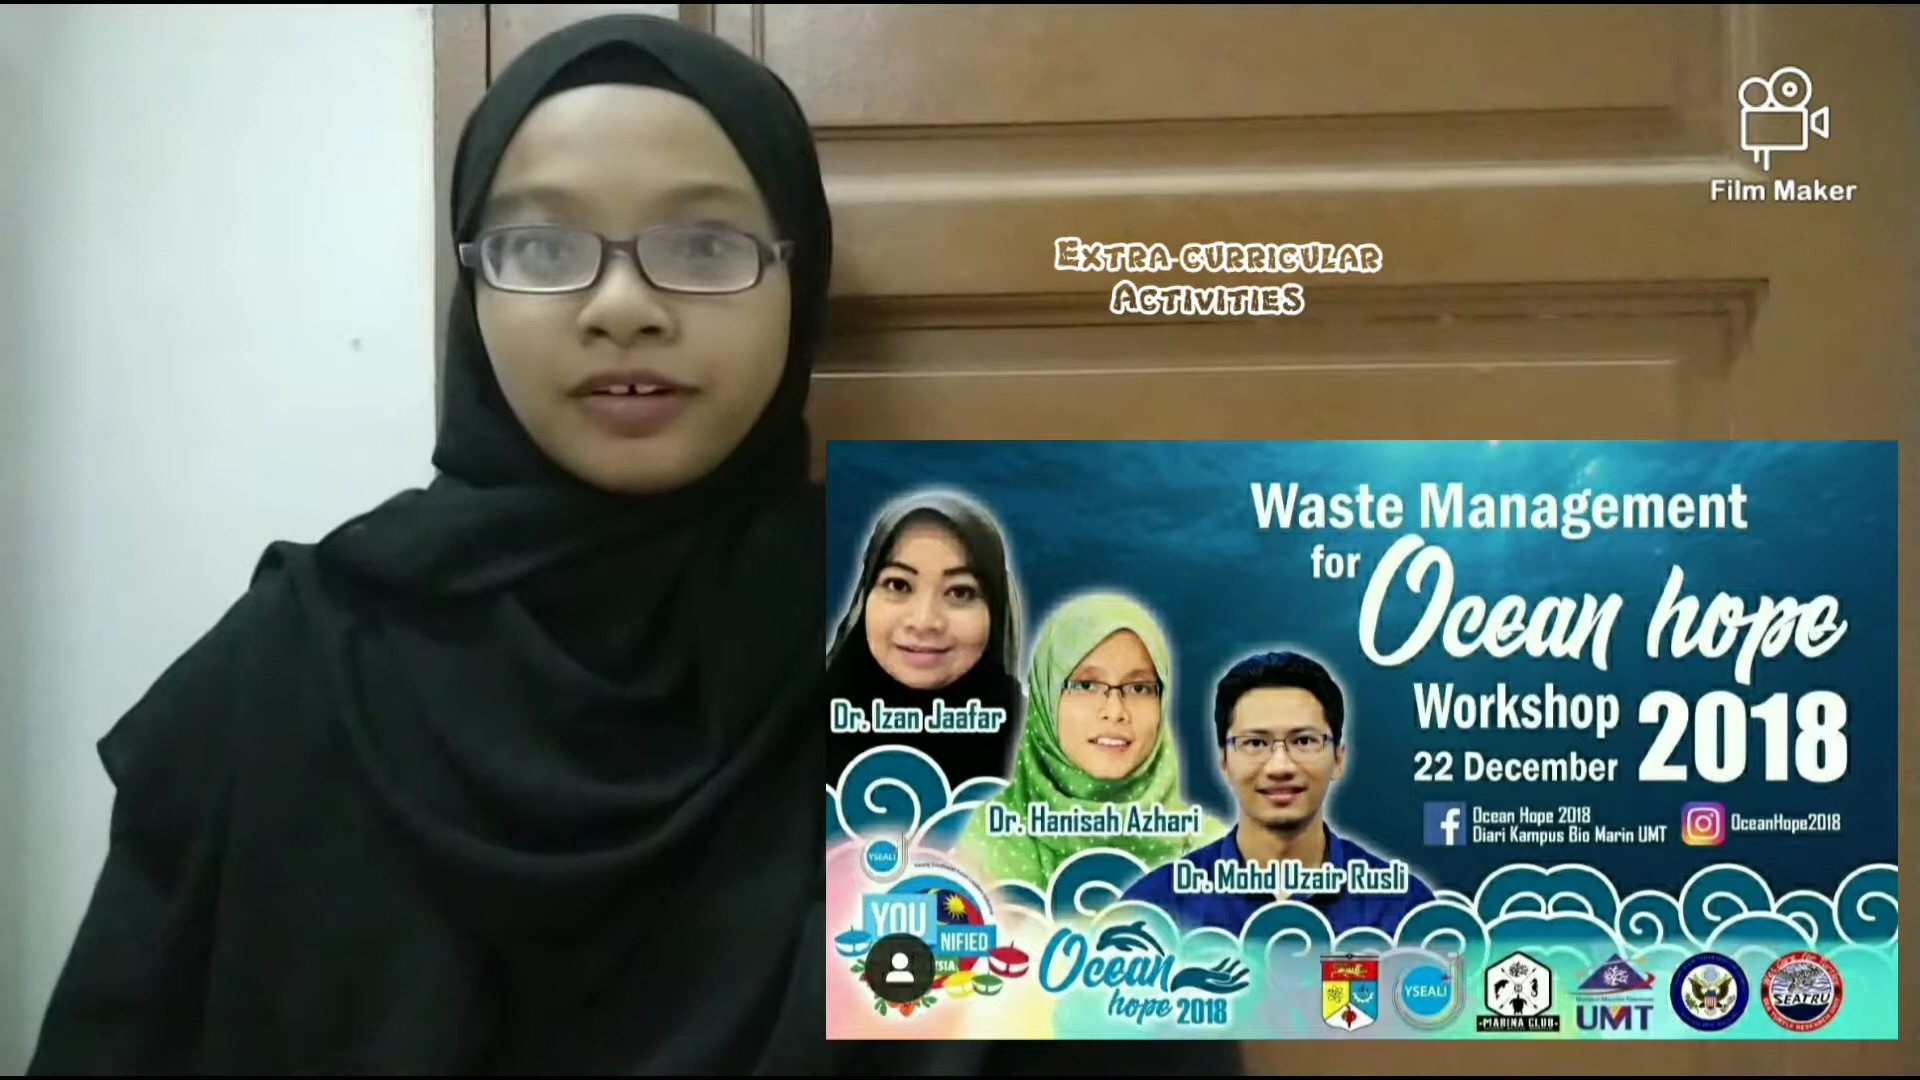 Film Maker
Extra-curricular
Activities
Waste Management
for Ocean hope
Workshop 2018
22 December
Ocean Hope 2018
Diari Kampus Bio Marin UMT
OceanHope2018
Dr. Izan Jaafar
Dr. Hanisah Azhari
Dr. Mohd Uzair Rusli
YSEALI
YOU
NIFIED
Ocean
hope 2018
YSEALI
MARINA CLUB
UMT
SEATRU